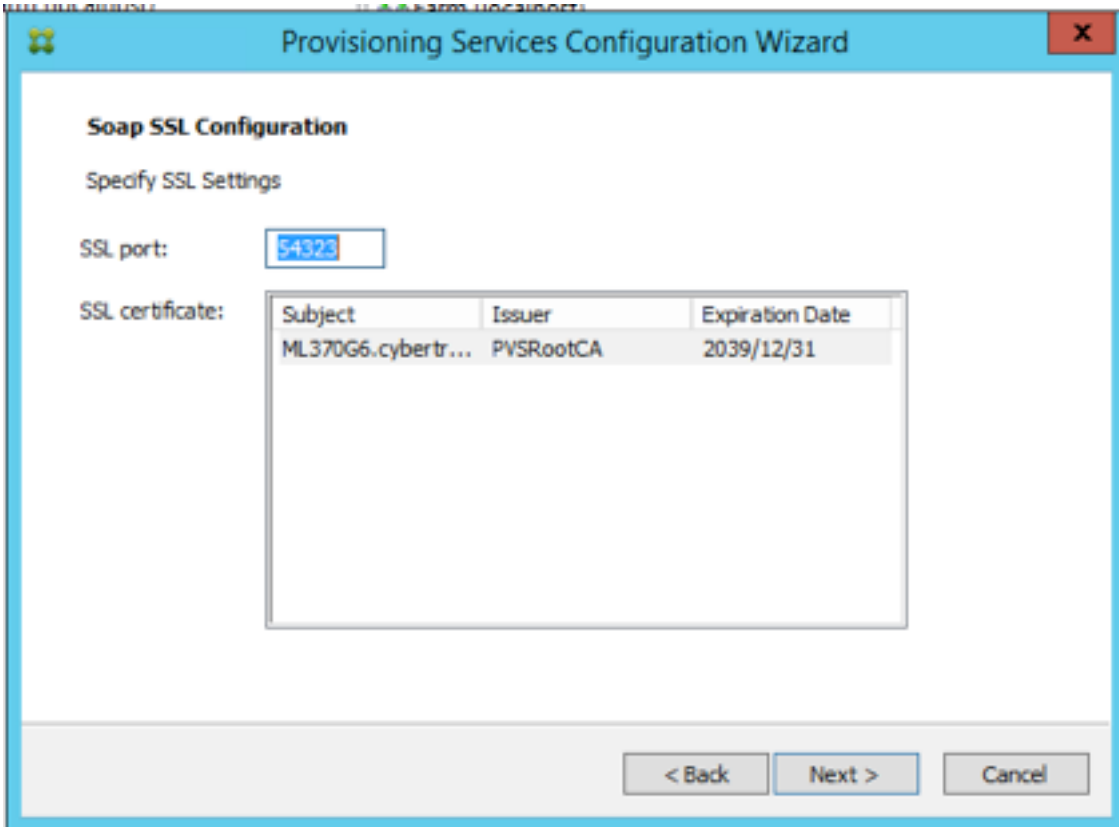 Provisioning Services Configuration Wizard
x
Soap SSL Configuration
Specify SSL Settings
SSL port: 54323
SSL certificate: Subject Issuer Expiration Date
ML370G6.cybertr... PVSRootCA 2039/12/31
< Back Next > Cancel